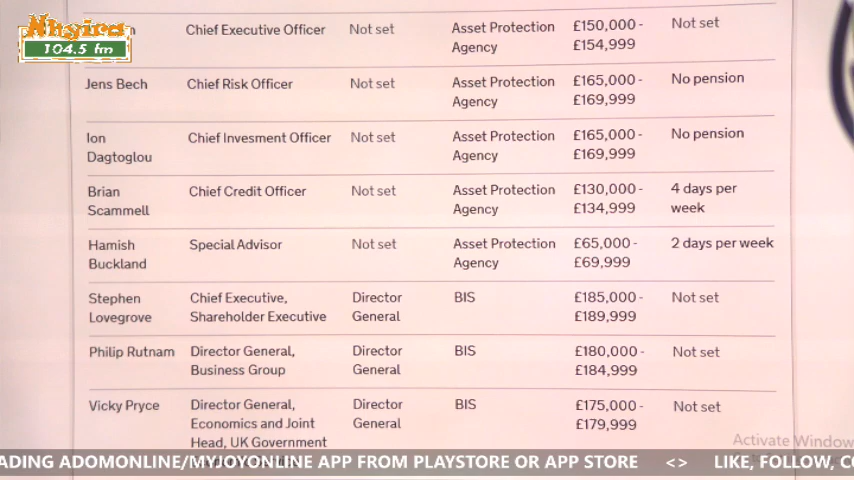 Nhyira
104.5 fm
Chief Executive Officer Not set Asset Protection Agency £150,000 - £154,999 Not set
Jens Bech Chief Risk Officer Not set Asset Protection Agency £165,000 - £169,999 No pension
Ion Dagtoglou Chief Invesment Officer Not set Asset Protection Agency £165,000 - £169,999 No pension
Brian Scammell Chief Credit Officer Not set Asset Protection Agency £130,000 - £134,999 4 days per week
Hamish Buckland Special Advisor Not set Asset Protection Agency £65,000 - £69,999 2 days per week
Stephen Lovegrove Chief Executive, Shareholder Executive Director General BIS £185,000 - £189,999 Not set
Philip Rutnam Director General, Business Group Director General BIS £180,000 - £184,999 Not set
Vicky Pryce Director General, Economics and Joint Head, UK Government Director General BIS £175,000 - £179,999 Not set
Activate Window
ADING ADOMONLINE/MYJOYONLINE APP FROM PLAYSTORE OR APP STORE <> LIKE, FOLLOW, CO